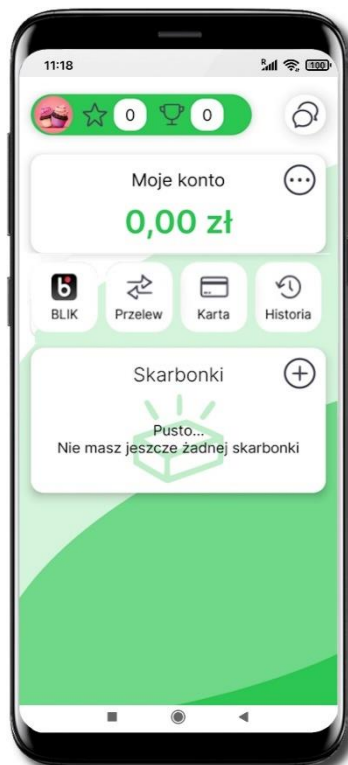 11:18
R
100
0 0
Moje konto
0,00 zł
BLIK Przelew Karta Historia
Skarbonki
Pusto...
Nie masz jeszcze żadnej skarbonki